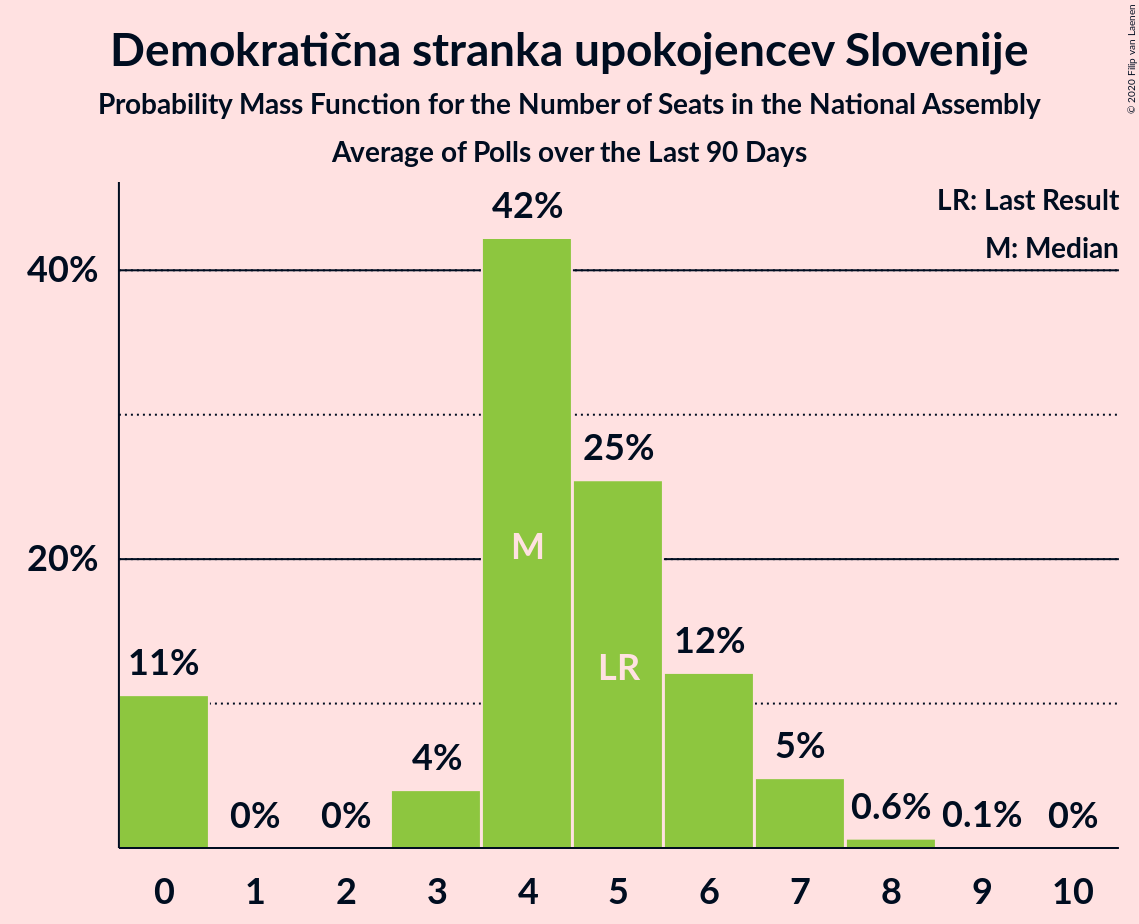 Demokratična stranka upokojencev Slovenije
Probability Mass Function for the Number of Seats in the National Assembly
Average of Polls over the Last 90 Days
© 2020 Filip van Laenen
LR: Last Result
M: Median
42%
40%
25%
M
20%
12%
11%
LR
5%
4%
0%
0%
0.6%
0.1%
0%
0 1 2 3 4 5 6 7 8 9 10